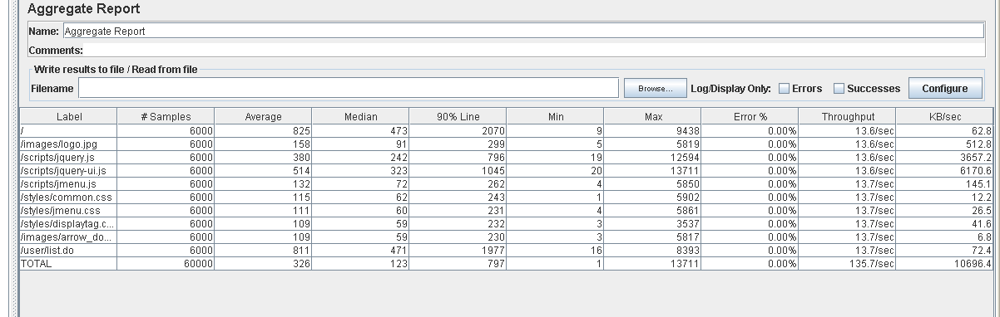 Aggregate Report
Name: Aggregate Report
Comments:
Write results to file / Read from file
Filename Browse... Log/Display Only: Errors Successes Configure
Label # Samples Average Median 90% Line Min Max Error % Throughput KB/sec
/ 6000 825 473 2070 9 9438 0.00% 13.6/sec 62.8
/images/logo.jpg 6000 158 91 299 5 5819 0.00% 13.6/sec 512.8
/scripts/jquery.js 6000 380 242 796 19 12594 0.00% 13.6/sec 3657.2
/scripts/jquery-ui.js 6000 514 323 1045 20 13711 0.00% 13.6/sec 6170.6
/scripts/jmenu.js 6000 132 72 262 4 5850 0.00% 13.7/sec 145.1
/styles/common.css 6000 115 62 243 1 5902 0.00% 13.7/sec 12.2
/styles/jmenu.css 6000 111 60 231 4 5861 0.00% 13.7/sec 26.5
/styles/displaytag.c... 6000 109 59 232 3 3537 0.00% 13.7/sec 41.6
/images/arrow_do... 6000 109 59 230 3 5817 0.00% 13.7/sec 6.8
/user/list.do 6000 811 471 1977 16 8393 0.00% 13.7/sec 72.4
TOTAL 60000 326 123 797 1 13711 0.00% 135.7/sec 10696.4